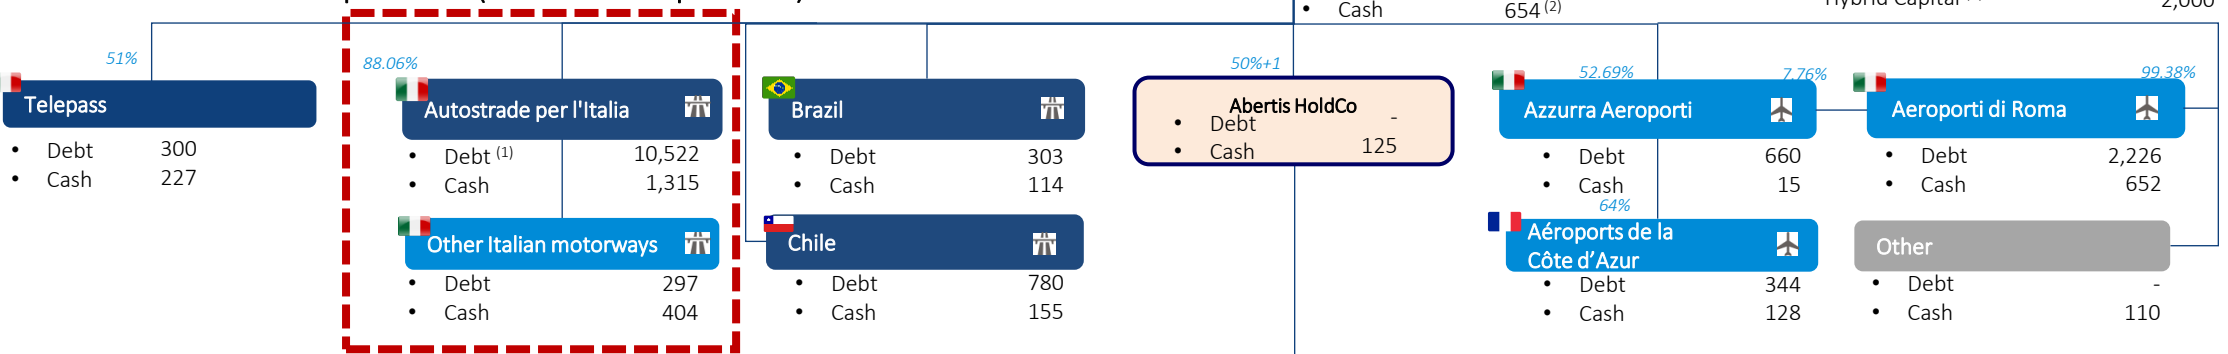 • Cash 654 (2)
Hybrid Capital
2,000
51%
Telepass
• Debt 300
• Cash 227
88.06%
Autostrade per l'Italia
• Debt (1) 10,522
• Cash 1,315
Other Italian motorways
• Debt 297
• Cash 404
Brazil
• Debt 303
• Cash 114
Chile
• Debt 780
• Cash 155
50%+1
Abertis HoldCo
• Debt -
• Cash 125
52.69%
7.76%
Azzurra Aeroporti
• Debt 660
• Cash 15
64%
Aéroports de la
Côte d’Azur
• Debt 344
• Cash 128
99.38%
Aeroporti di Roma
• Debt 2,226
• Cash 652
Other
• Debt -
• Cash 110